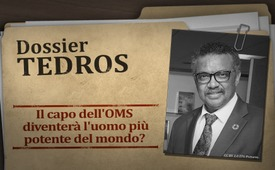 Dossier
TEDROS
Il capo dell'OMS
diventerà l'uomo più
potente del mondo?